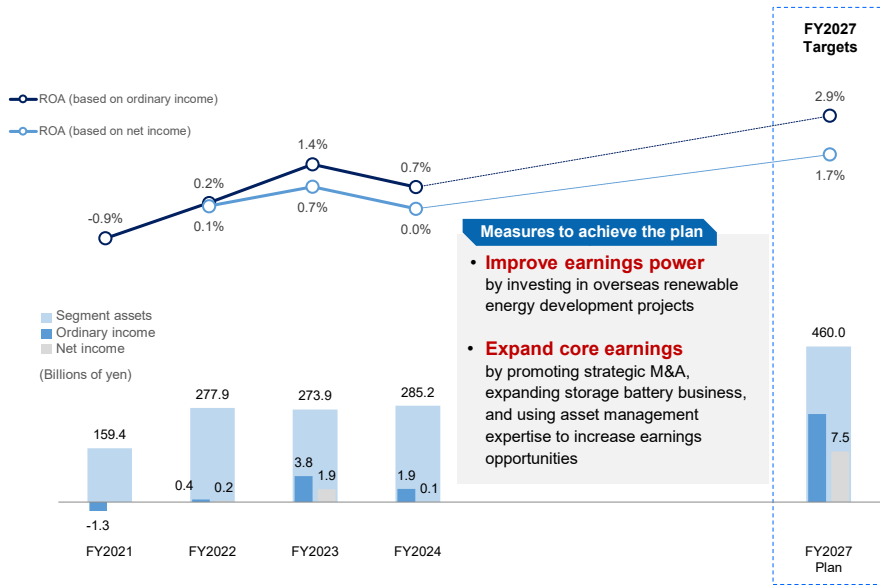 FY2027
Targets
ROA (based on ordinary income)
ROA (based on net income)
2.9%
1.7%
1.4%
0.7%
0.2%
0.7%
-0.9%
0.1%
0.0%
Measures to achieve the plan
• Improve earnings power
by investing in overseas renewable
energy development projects
• Expand core earnings
by promoting strategic M&A,
expanding storage battery business,
and using asset management
expertise to increase earnings
opportunities
Segment assets
Ordinary income
Net income
(Billions of yen)
159.4
277.9
273.9
285.2
460.0
-1.3
0.4
0.2
3.8
1.9
1.9
0.1
7.5
FY2021
FY2022
FY2023
FY2024
FY2027
Plan